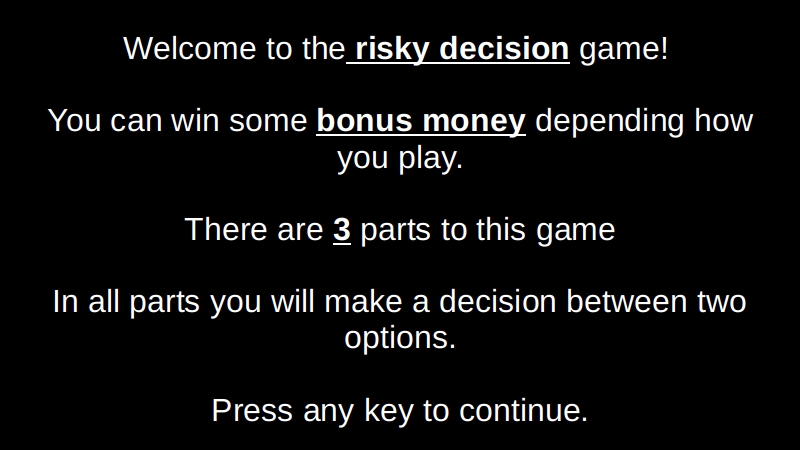 Welcome to the risky decision game!
You can win some bonus money depending how
you play.
There are 3 parts to this game
In all parts you will make a decision between two
options.
Press any key to continue.